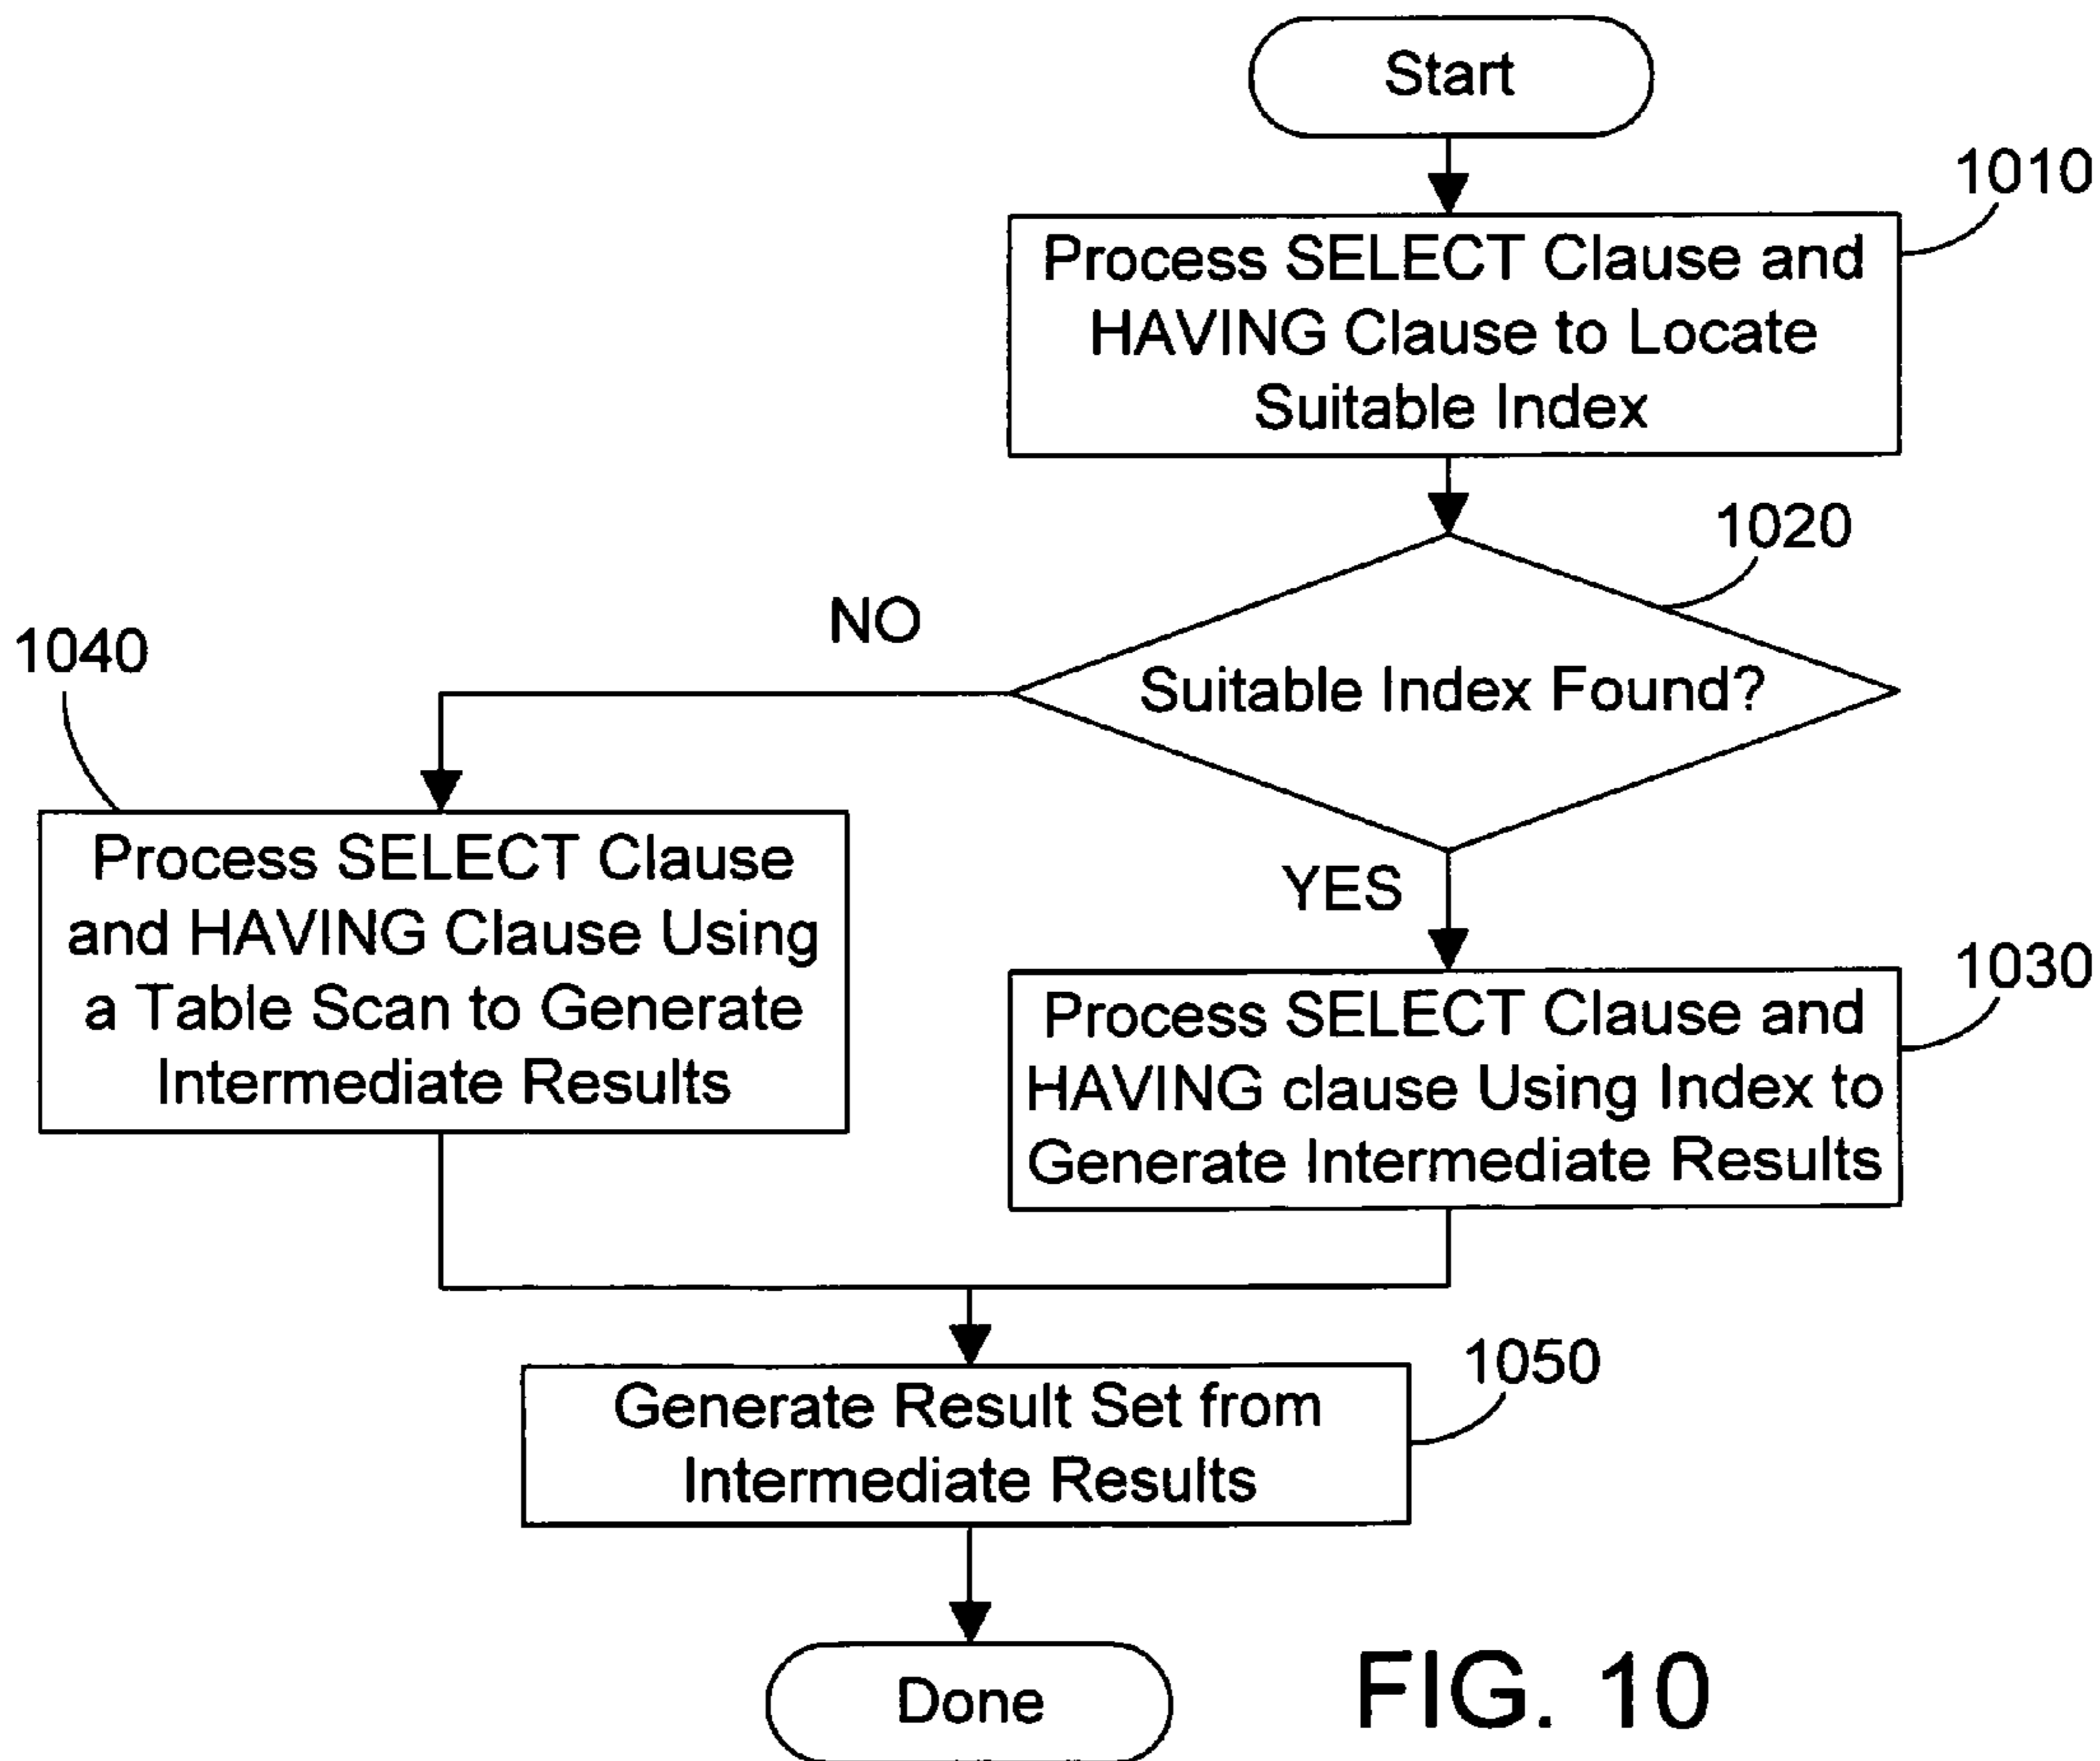 Start
1010
Process SELECT Clause and
HAVING Clause to Locate
Suitable Index
1020
NO
Suitable Index Found?
1040
YES
Process SELECT Clause
and HAVING Clause Using
a Table Scan to Generate
Intermediate Results
1030
Process SELECT Clause and
HAVING clause Using Index to
Generate Intermediate Results
1050
Generate Result Set from
Intermediate Results
Done
FIG. 10